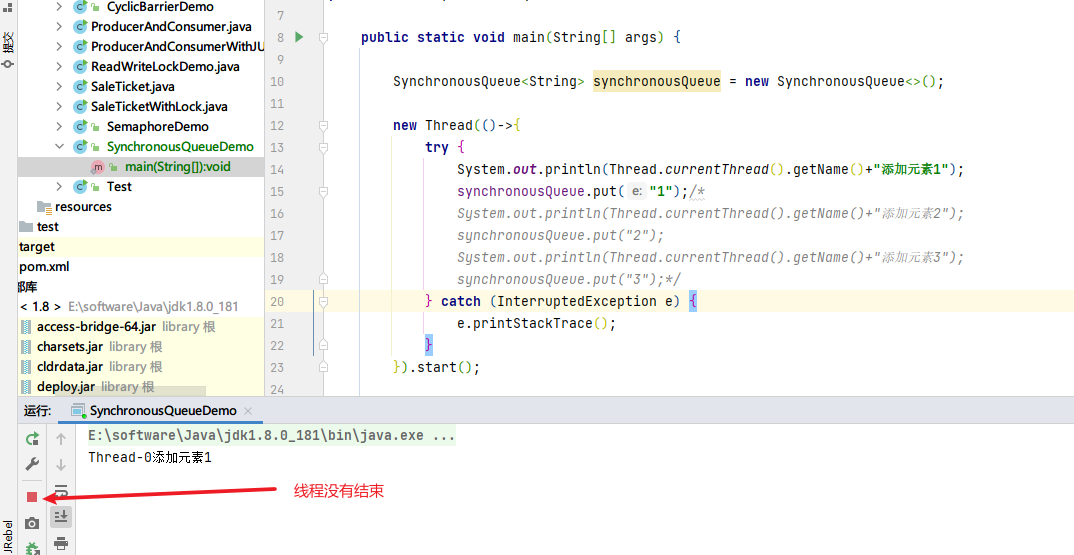 CyclicBarrierDemo
ProducerAndConsumer.java
ProducerAndConsumerWithJU
ReadWriteLockDemo.java
SaleTicket.java
SaleTicketWithLock.java
SemaphoreDemo
SynchronousQueueDemo
m main(String[]):void
Test
resources
test
target
pom.xml
部库
< 1.8 > E:\software\Java\jdk1.8.0_181
access-bridge-64.jar library 根
charsets.jar library 根
cldrdata.jar library 根
deploy.jar library 根
提交
JRebel
7
8 public static void main(String[] args) {
9
10 SynchronousQueue<String> synchronousQueue = new SynchronousQueue<>();
11
12 new Thread(()->{
13 try {
14 System.out.println(Thread.currentThread().getName()+"添加元素1");
15 synchronousQueue.put( e: "1");/*
16 System.out.println(Thread.currentThread().getName()+"添加元素2");
17 synchronousQueue.put("2");
18 System.out.println(Thread.currentThread().getName()+"添加元素3");
19 synchronousQueue.put("3");*/
20 } catch (InterruptedException e) {
21 e.printStackTrace();
22 }
23 }).start();
24
运行: SynchronousQueueDemo ×
E:\software\Java\jdk1.8.0_181\bin\java.exe ...
Thread-0添加元素1
线程没有结束